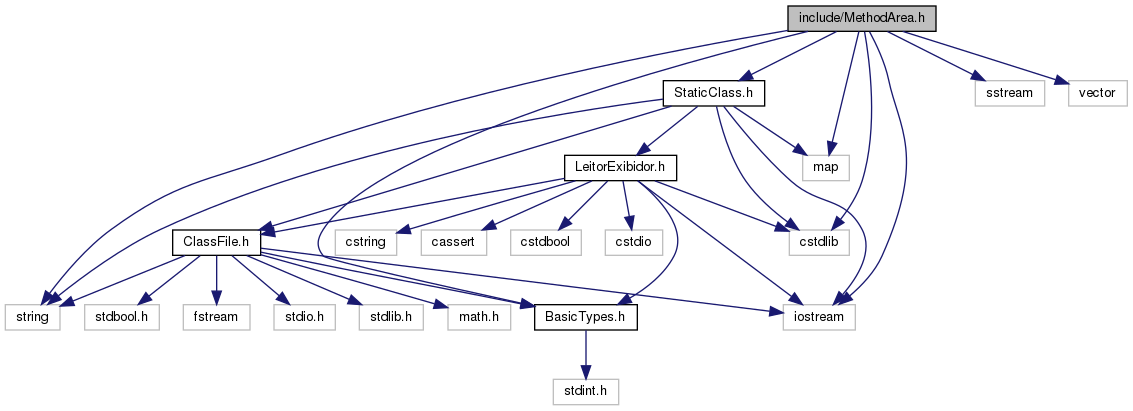 include/MethodArea.h
StaticClass.h
sstream
vector
LeitorExibidor.h
map
ClassFile.h
cstring
cassert
cstdbool
cstdio
cstdlib
string
stdbool.h
fstream
stdio.h
stdlib.h
math.h
BasicTypes.h
iostream
stdint.h